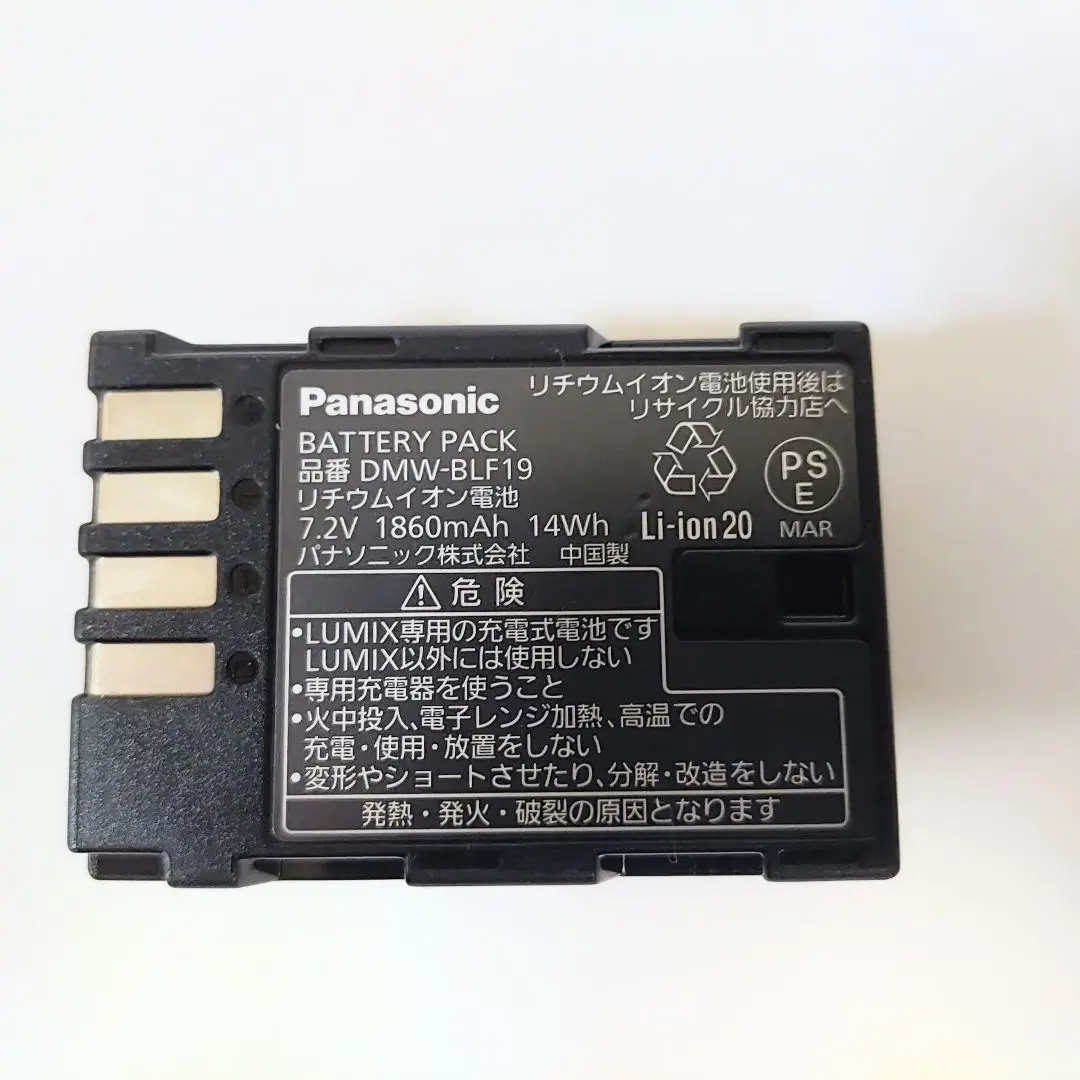 Panasonic
リチウムイオン電池使用後は
リサイクル協力店へ
BATTERY PACK
品番 DMW-BLF19
リチウムイオン電池
7.2V 1860mAh 14Wh
パナソニック株式会社 中国製
Li-ion20
PS
E
MAR
危険
•LUMIX専用の充電式電池です
LUMIX以外には使用しない
•専用充電器を使うこと
•火中投入、電子レンジ加熱、高温での
充電・使用・放置をしない
•変形やショートさせたり、分解・改造をしない
発熱・発火・破裂の原因となります